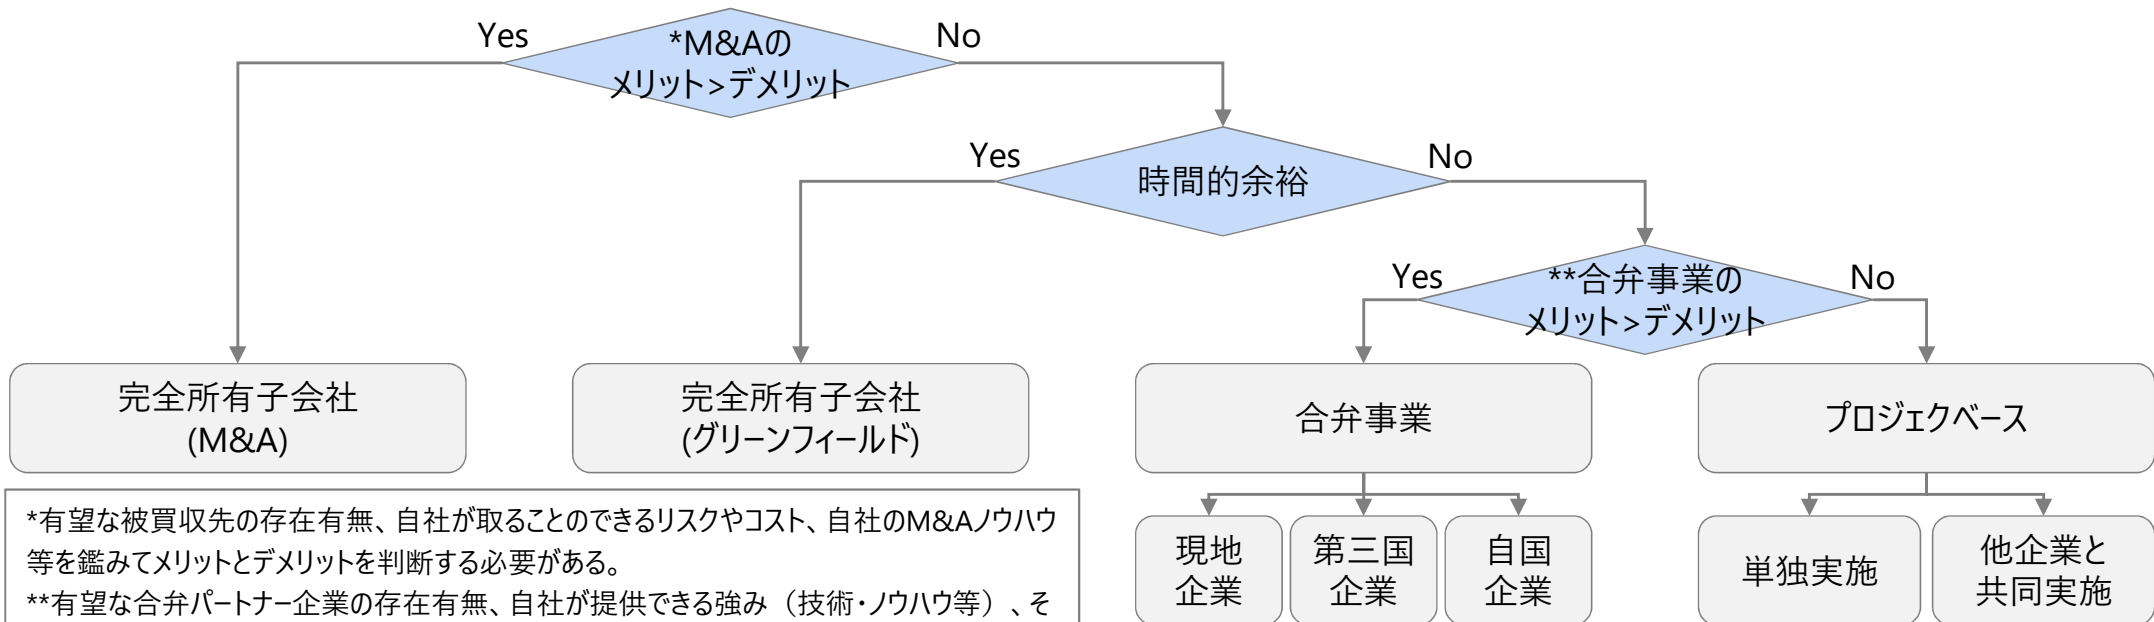 Yes
*M&Aの
メリット>デメリット
No
Yes
時間的余裕
No
Yes
**合弁事業の
メリット>デメリット
No
完全所有子会社
(M&A)
完全所有子会社
(グリーンフィールド)
合弁事業
プロジェクベース
現地
企業
第三国
企業
自国
企業
単独実施
他企業と
共同実施
*有望な被買収先の存在有無、自社が取ることのできるリスクやコスト、自社のM&Aノウハウ
等を鑑みてメリットとデメリットを判断する必要がある。
**有望な合弁パートナー企業の存在有無、自社が提供できる強み（技術・ノウハウ等）、そ